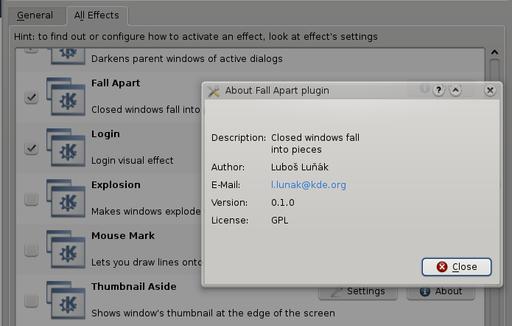 General
All Effects
Hint: to find out or configure how to activate an effect, look at effect's settings
Darkens parent windows of active dialogs
Fall Apart
Closed windows fall into
Login
Login visual effect
Explosion
Makes windows explode
Mouse Mark
Lets you draw lines onto
Thumbnail Aside
Shows window's thumbnail at the edge of the screen
Settings
About
About Fall Apart plugin
Description: Closed windows fall
into pieces
Author: Luboš Luňák
E-Mail: l.lunak@kde.org
Version: 0.1.0
License: GPL
Close